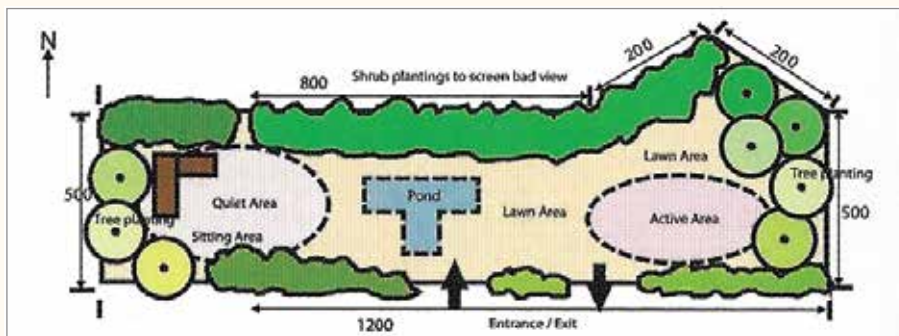 N
200
200
800
Shrub plantings to screen bad view
Lawn Area
Tree planting
500
Pond
Quiet Area
Lawn Area
Active Area
500
Tree planting
Sitting Area
1200
Entrance / Exit